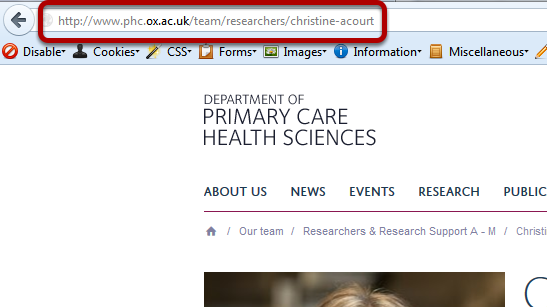 http://www.phc.ox.ac.uk/team/researchers/christine-acourt
Disable Cookies CSS Forms Images Information Miscellaneous
DEPARTMENT OF
PRIMARY CARE
HEALTH SCIENCES
ABOUT US NEWS EVENTS RESEARCH PUBLIC
/ Our team / Researchers & Research Support A - M / Christi